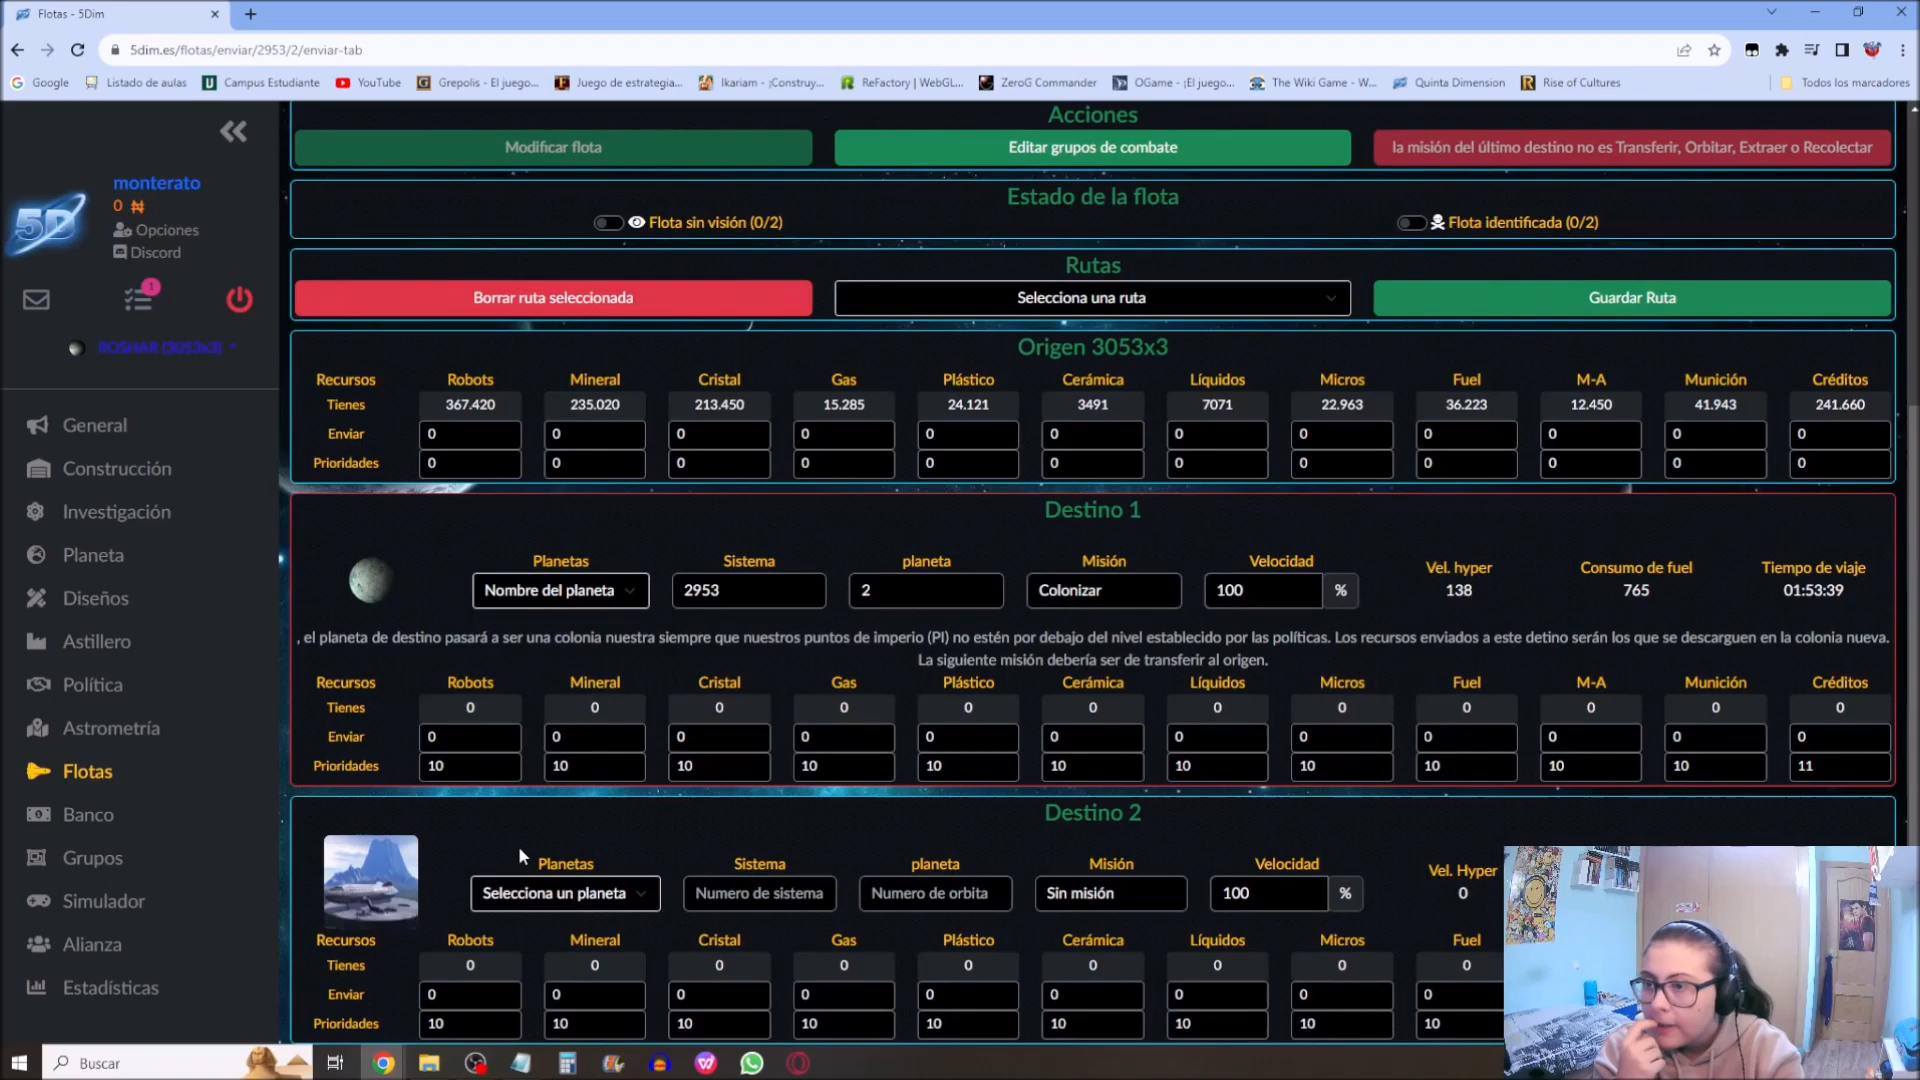 Flotas - 5Dim
5dim.es/flotas/enviar/2953/2/enviar-tab
Google
Listado de aulas
Campus Estudiante
YouTube
Grepolis - El juego...
Juego de estrategia...
Ikariam - ¡Construy...
ReFactory | WebGL...
ZeroG Commander
OGame - ¡El juego...
The Wiki Game - W...
Quinta Dimension
Rise of Cultures
Todos los marcadores
5D
monterato
0
Opciones
Discord
1
ROSHAR (3053x3)
General
Construcción
Investigación
Planeta
Diseños
Astillero
Política
Astrometría
Flotas
Banco
Grupos
Simulador
Alianza
Estadísticas
Acciones
Modificar flota
Editar grupos de combate
la misión del último destino no es Transferir, Orbitar, Extraer o Recolectar
Estado de la flota
Flota sin visión (0/2)
Flota identificada (0/2)
Rutas
Borrar ruta seleccionada
Selecciona una ruta
Guardar Ruta
Origen 3053x3
Recursos Robots Mineral Cristal Gas Plástico Cerámica Líquidos Micros Fuel M-A Munición Créditos
Tienes 367.420 235.020 213.450 15.285 24.121 3491 7071 22.963 36.223 12.450 41.943 241.660
Enviar 0 0 0 0 0 0 0 0 0 0 0 0
Prioridades 0 0 0 0 0 0 0 0 0 0 0 0
Destino 1
Planetas Sistema planeta Misión Velocidad Vel. hyper Consumo de fuel Tiempo de viaje
Nombre del planeta 2953 2 Colonizar 100 % 138 765 01:53:39
, el planeta de destino pasará a ser una colonia nuestra siempre que nuestros puntos de imperio (PI) no estén por debajo del nivel establecido por las políticas. Los recursos enviados a este detino serán los que se descarguen en la colonia nueva.
La siguiente misión debería ser de transferir al origen.
Recursos Robots Mineral Cristal Gas Plástico Cerámica Líquidos Micros Fuel M-A Munición Créditos
Tienes 0 0 0 0 0 0 0 0 0 0 0 0
Enviar 0 0 0 0 0 0 0 0 0 0 0 0
Prioridades 10 10 10 10 10 10 10 10 10 10 10 11
Destino 2
Planetas Sistema planeta Misión Velocidad Vel. Hyper
Selecciona un planeta Numero de sistema Numero de orbita Sin misión 100 % 0
Recursos Robots Mineral Cristal Gas Plástico Cerámica Líquidos Micros Fuel
Tienes 0 0 0 0 0 0 0 0 0
Enviar 0 0 0 0 0 0 0 0 0
Prioridades 10 10 10 10 10 10 10 10 10
Buscar